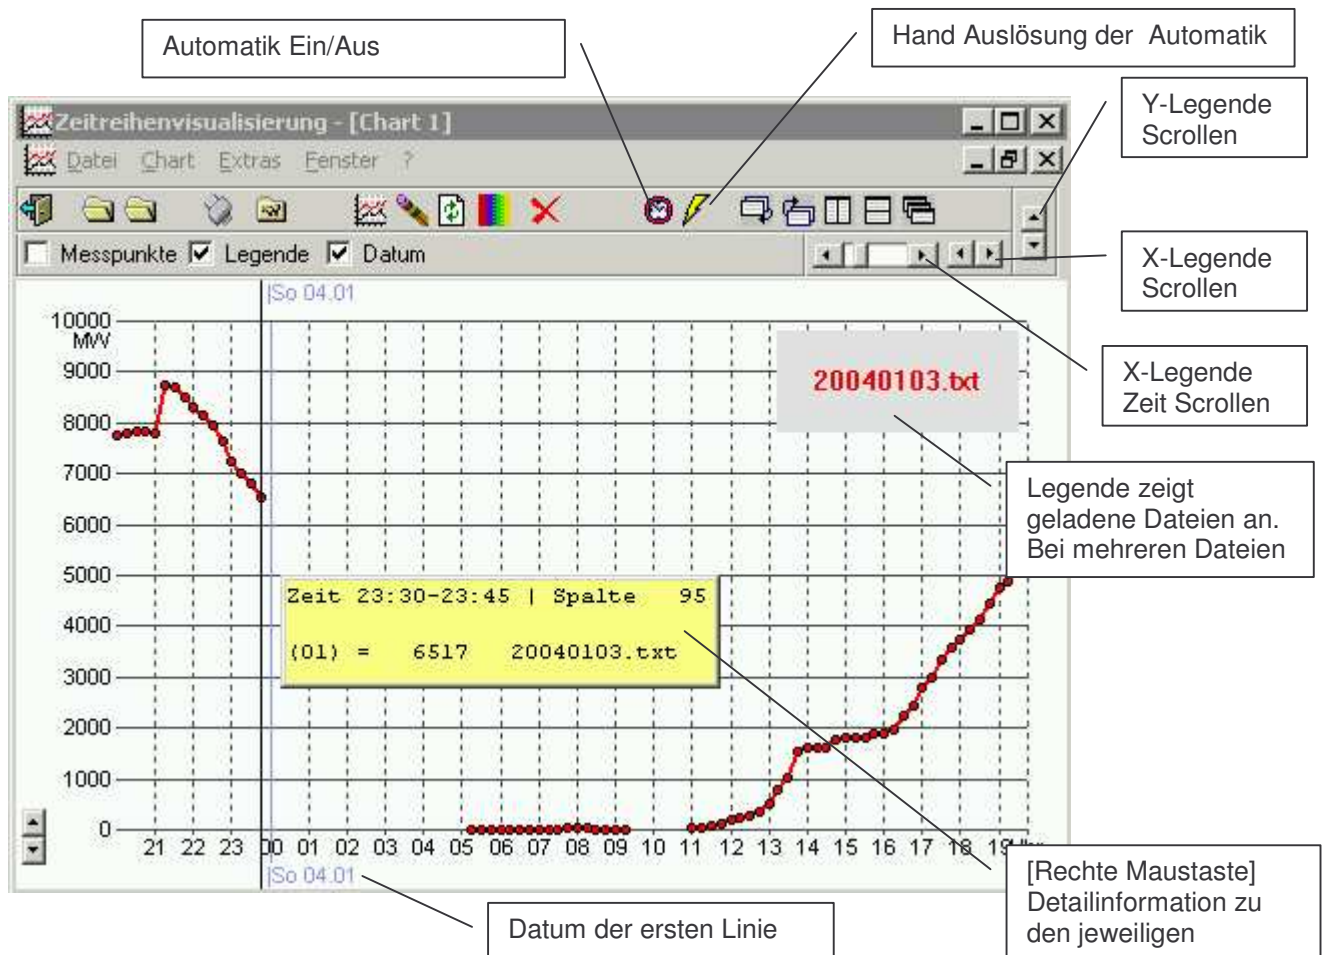 Automatik Ein/Aus
Hand Auslösung der Automatik
Y-Legende
Scrollen
Zeitreihenvisualisierung - [Chart 1]
Datei Chart Extras Fenster ?
Messpunkte Legende Datum
X-Legende
Scrollen
X-Legende
Zeit Scrollen
|So 04.01
10000
MW
9000
8000
7000
6000
5000
4000
3000
2000
1000
0
20040103.txt
Legende zeigt
geladene Dateien an.
Bei mehreren Dateien
Zeit 23:30-23:45 | Spalte 95
(01) = 6517 20040103.txt
21 22 23 00 01 02 03 04 05 06 07 08 09 10 11 12 13 14 15 16 17 18 19
|So 04.01
[Rechte Maustaste]
Detailinformation zu
den jeweiligen
Datum der ersten Linie